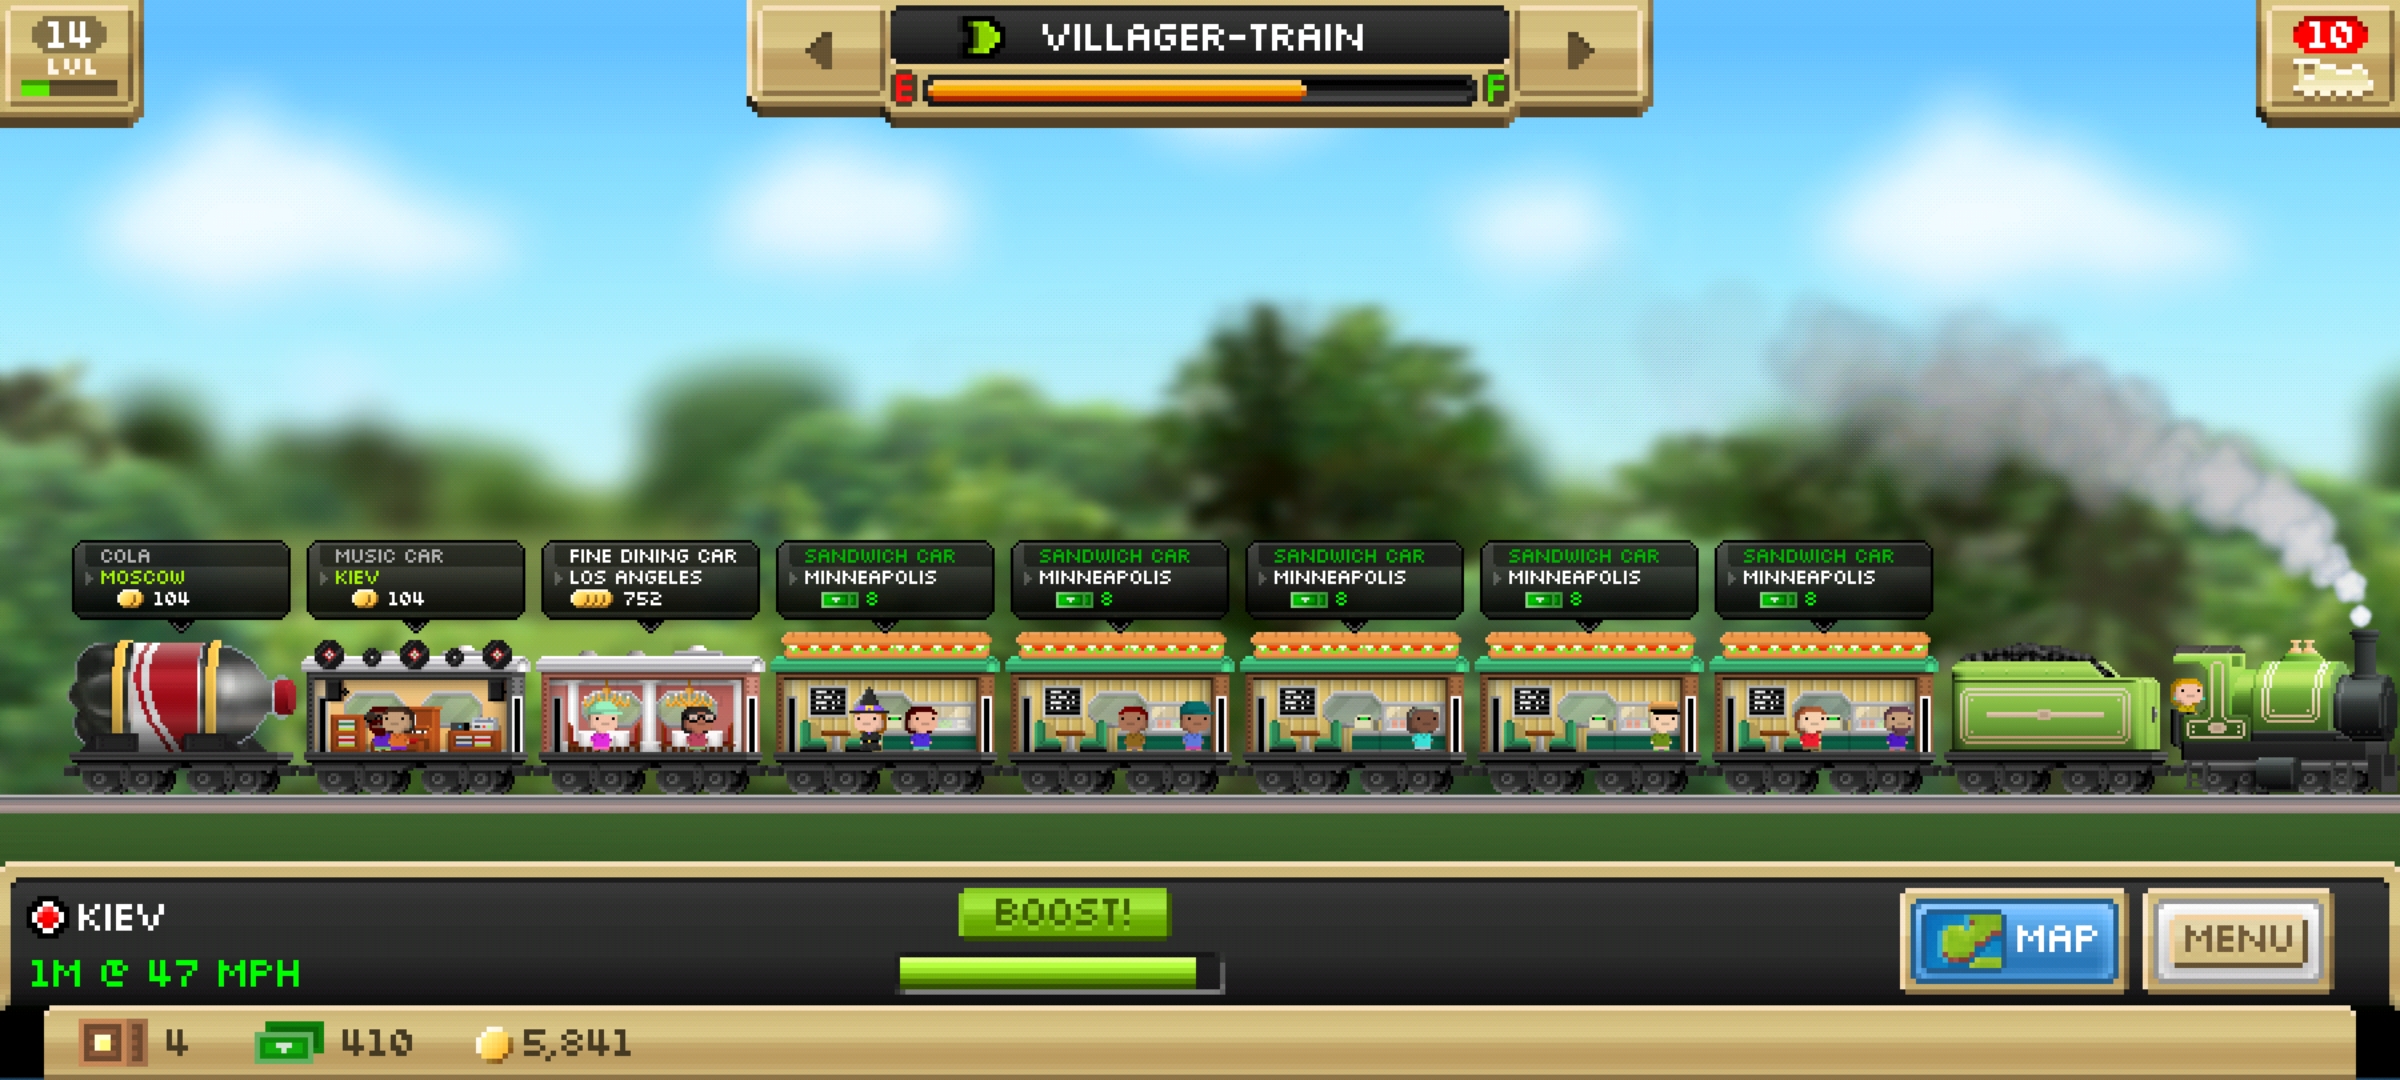 14
LVL
VILLAGER-TRAIN
E F
10
COLA
MOSCOW
104
MUSIC CAR
KIEV
104
FINE DINING CAR
LOS ANGELES
752
SANDWICH CAR
MINNEAPOLIS
8
SANDWICH CAR
MINNEAPOLIS
8
SANDWICH CAR
MINNEAPOLIS
8
SANDWICH CAR
MINNEAPOLIS
8
SANDWICH CAR
MINNEAPOLIS
8
KIEV
1M @ 47 MPH
BOOST!
MAP
MENU
4 410 5,841